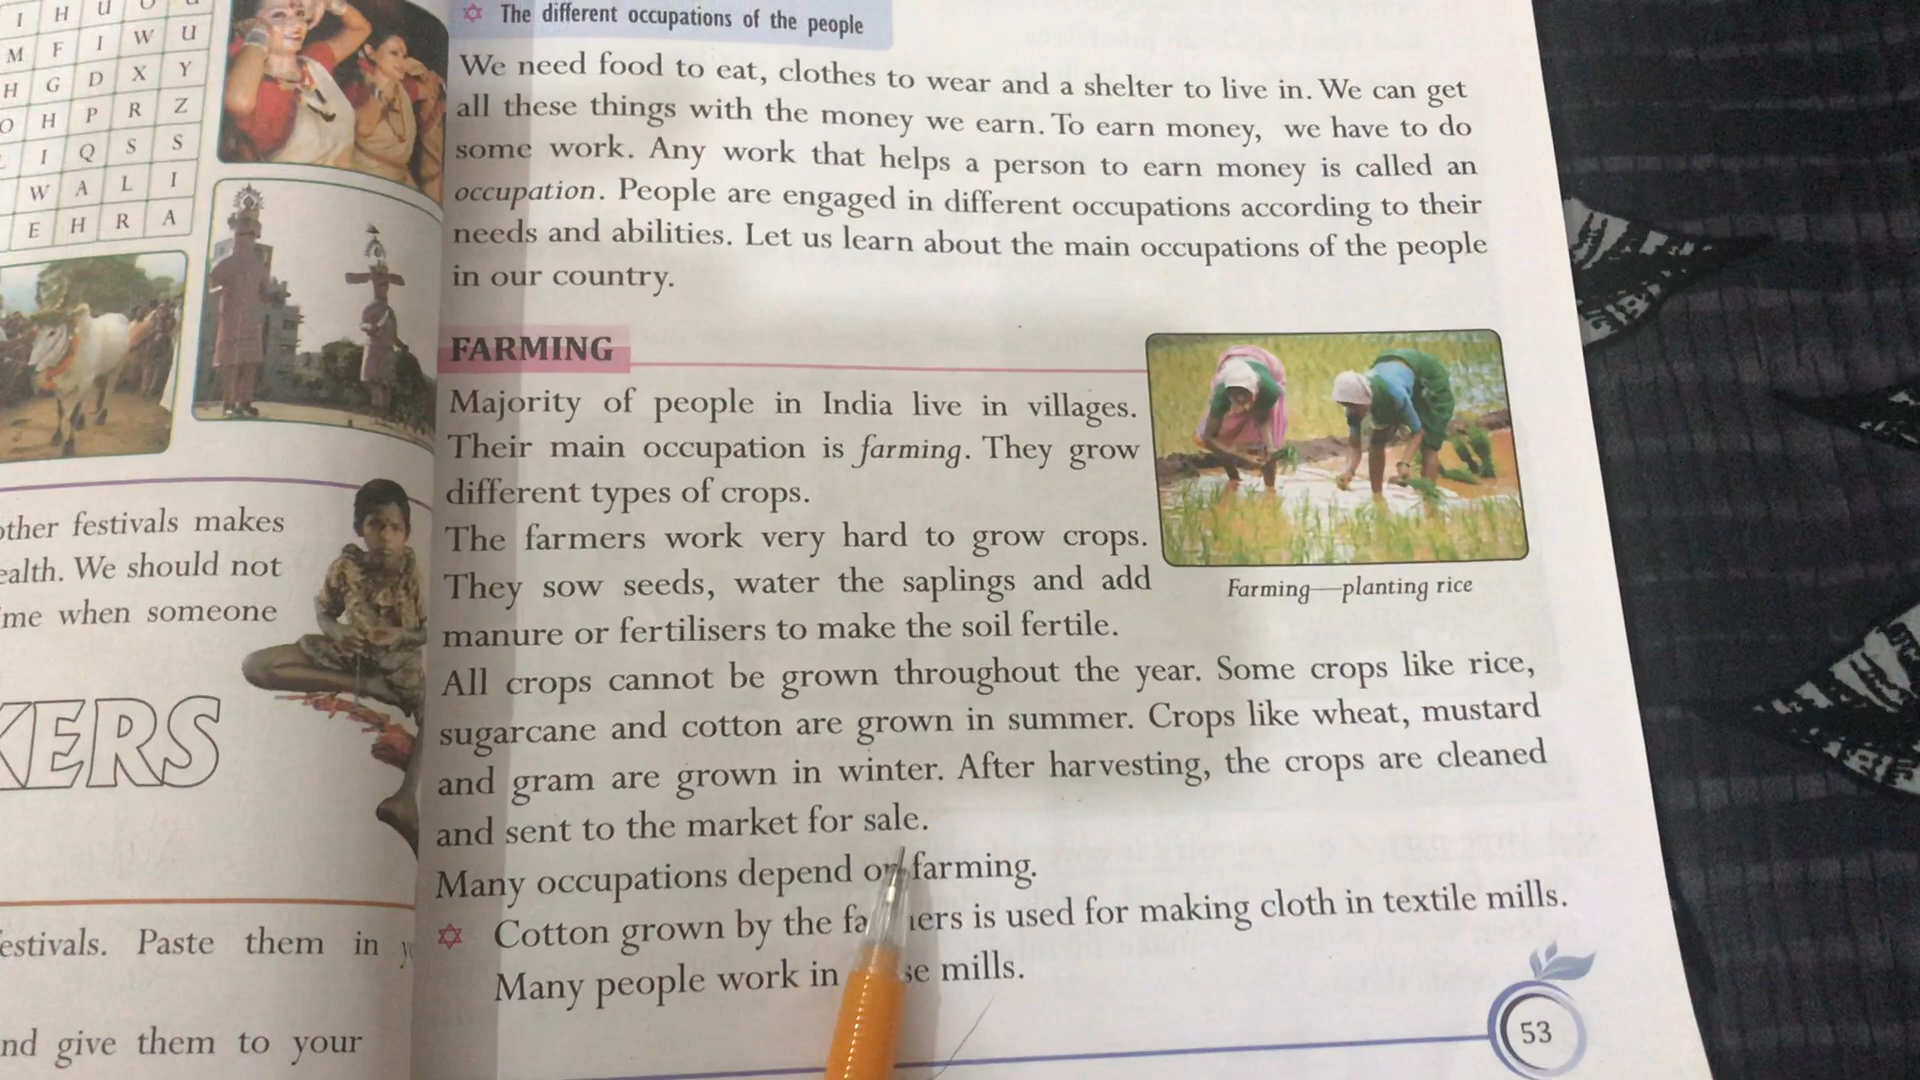 I H U
M F I W U
H G D X Y
O H P R Z
I Q S S
W A L I
E H R A
other festivals makes
ealth. We should not
me when someone
KERS
estivals. Paste them in
nd give them to your
The different occupations of the people
We need food to eat, clothes to wear and a shelter to live in. We can get
all these things with the money we earn. To earn money, we have to do
some work. Any work that helps a person to earn money is called an
occupation. People are engaged in different occupations according to their
needs and abilities. Let us learn about the main occupations of the people
in our country.
FARMING
Majority of people in India live in villages.
Their main occupation is farming. They grow
different types of crops.
The farmers work very hard to grow crops.
They sow seeds, water the saplings and add
manure or fertilisers to make the soil fertile.
Farming—planting rice
All crops cannot be grown throughout the year. Some crops like rice,
sugarcane and cotton are grown in summer. Crops like wheat, mustard
and gram are grown in winter. After harvesting, the crops are cleaned
and sent to the market for sale.
Many occupations depend on farming.
Cotton grown by the farmers is used for making cloth in textile mills.
Many people work in these mills.
53